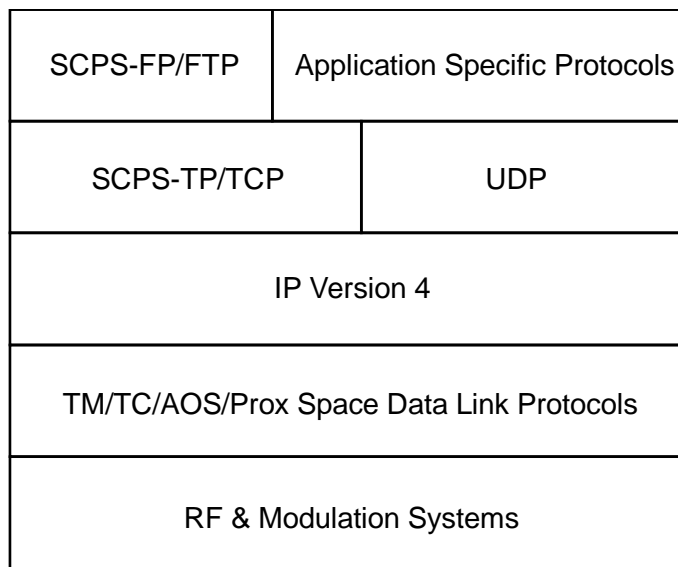 SCPS-FP/FTP
Application Specific Protocols
SCPS-TP/TCP
UDP
IP Version 4
TM/TC/AOS/Prox Space Data Link Protocols
RF & Modulation Systems